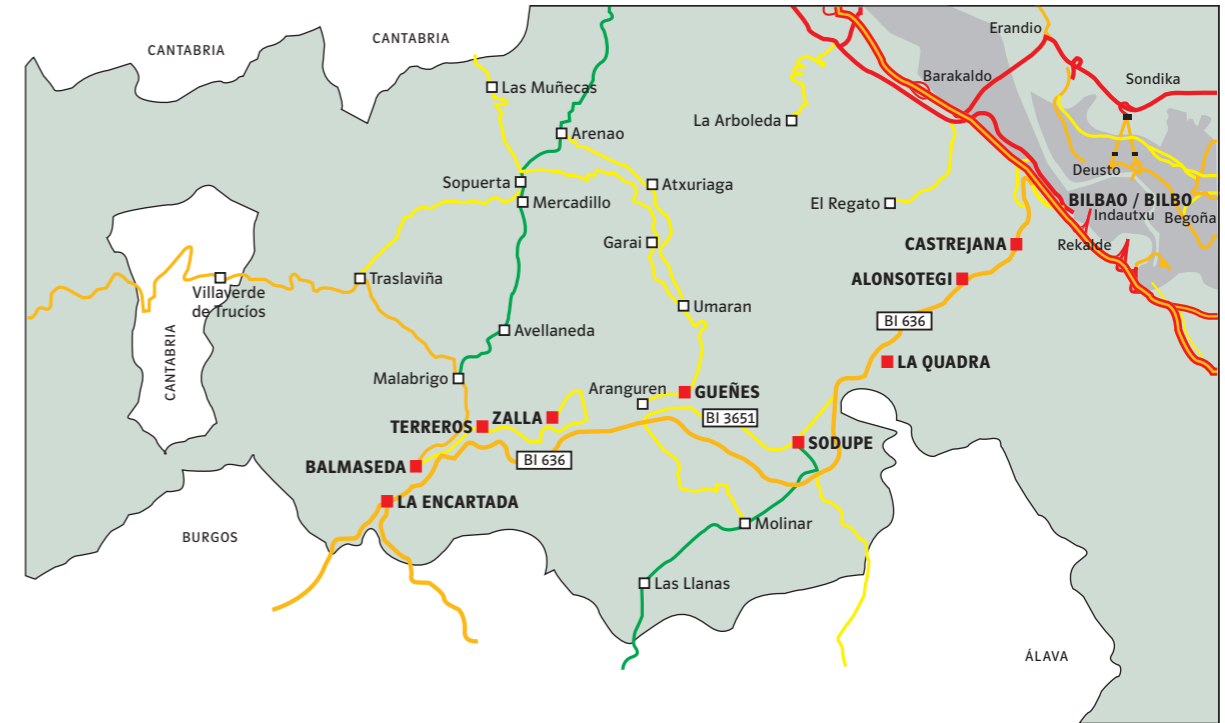 CANTABRIA
CANTABRIA
Erandio
Barakaldo
Sondika
Las Muñecas
La Arboleda
Arenao
Deusto
Sopuerta
Atxuriaga
BILBAO / BILBO
Mercadillo
El Regato
Indautxu
Begoña
Garai
CASTREJANA
Rekalde
Traslaviña
ALONSOTEGI
Villaverde
de Trucíos
Umaran
BI 636
Avellaneda
CANTABRIA
LA QUADRA
Malabrigo
Aranguren
GUEÑES
ZALLA
BI 3651
TERREROS
SODUPE
BI 636
BALMASEDA
LA ENCARTADA
Molinar
BURGOS
Las Llanas
ÁLAVA